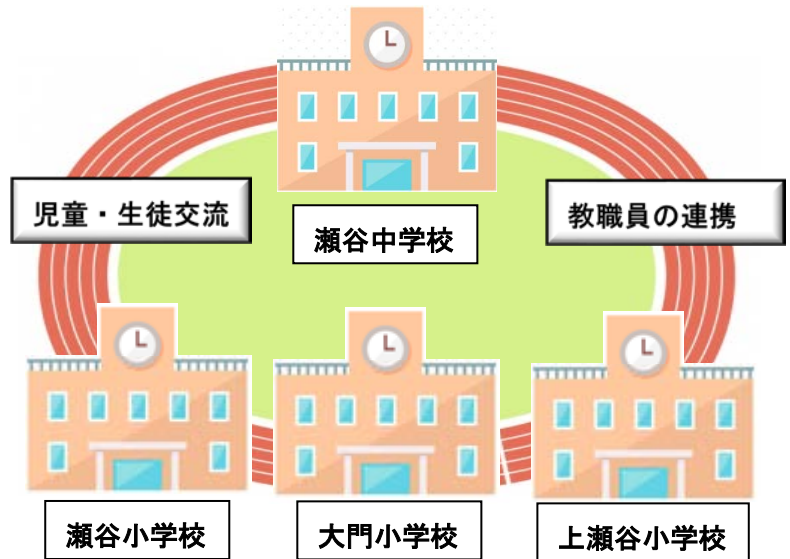 児童・生徒交流
教職員の連携
瀬谷中学校
瀬谷小学校
大門小学校
上瀬谷小学校